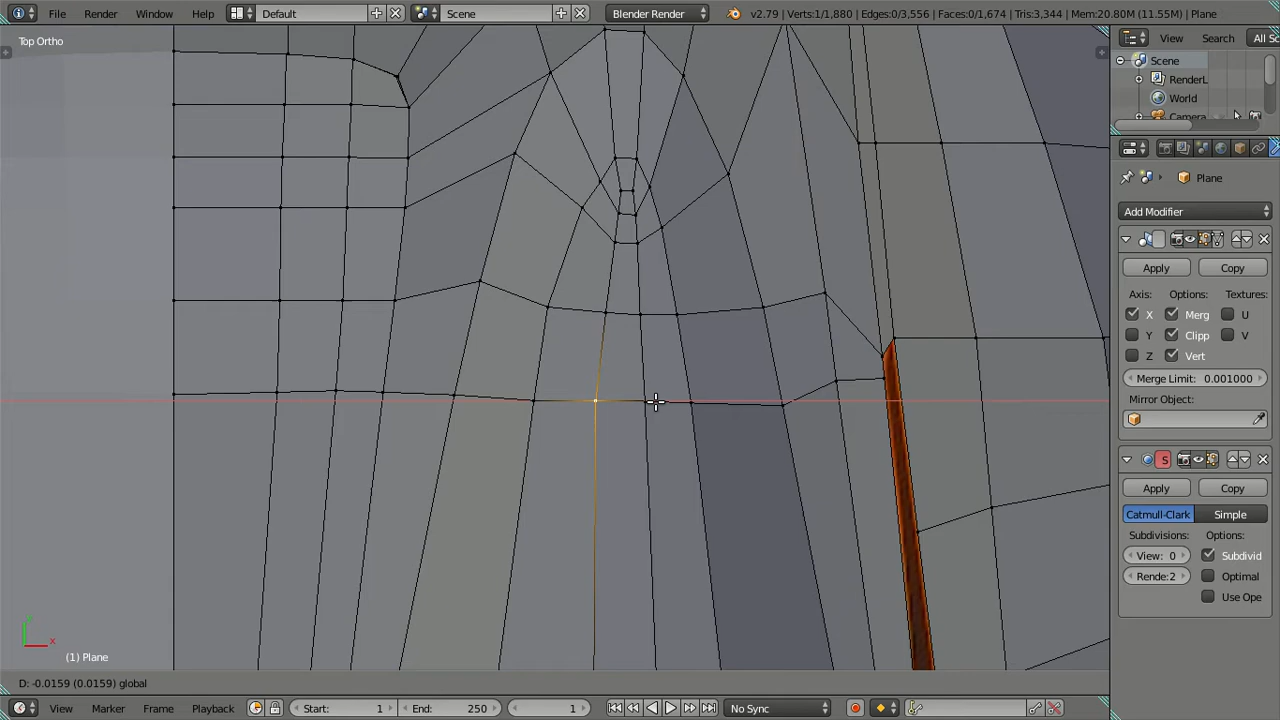 File Render Window Help Default Scene Blender Render v2.79 | Verts:1/1,880 | Edges:0/3,556 | Faces:0/1,674 | Tris:3,344 | Mem:20.80M (11.55M) | Plane
Top Ortho
View Search All Sc
Scene
RenderL
World
Camera
Plane
Add Modifier
Apply Copy
Axis: Options: Textures:
X Merg U
Y Clipp V
Z Vert
Merge Limit: 0.001000
Mirror Object:
S
Apply Copy
Catmull-Clark Simple
Subdivisions: Options:
View: 0 Subdivid
Rende:2 Optimal
Use Ope
y
x
(1) Plane
D: -0.0159 (0.0159) global
View Marker Frame Playback Start: 1 End: 250 1 No Sync